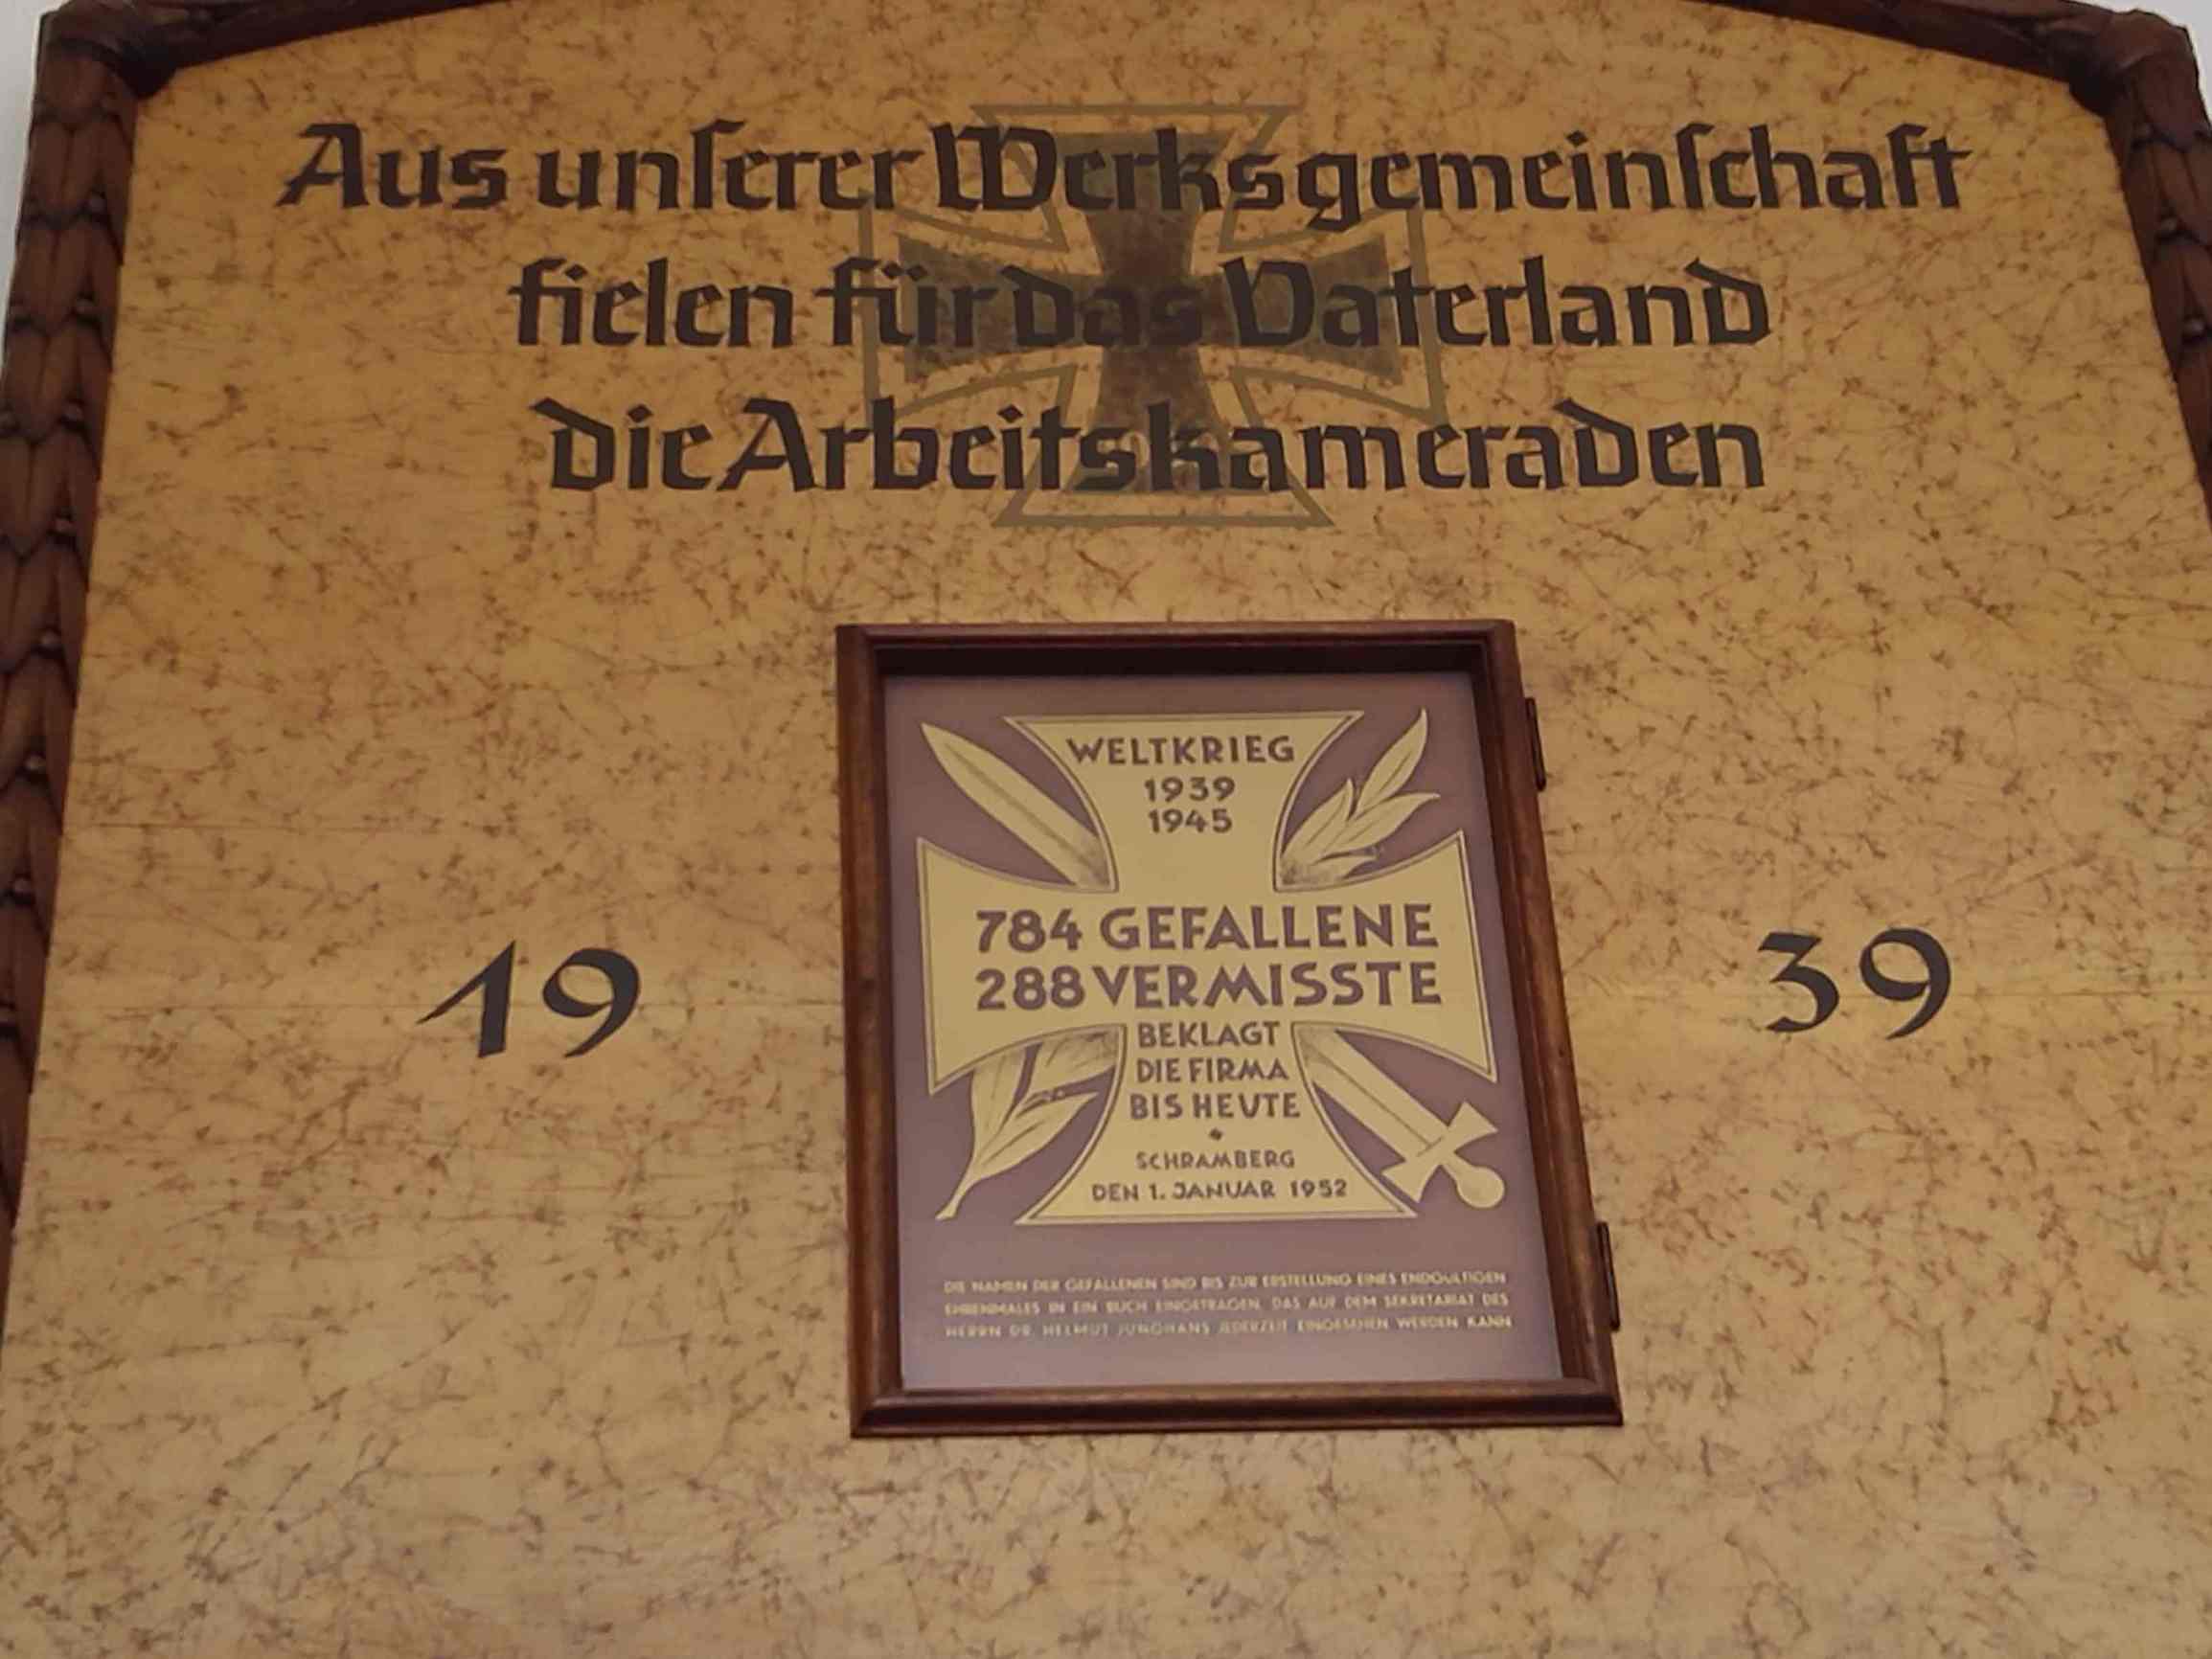 Aus unſerer Werksgemeinſchaft
fielen für das Vaterland
die Arbeitskameraden
19 39
WELTKRIEG
1939
1945
784 GEFALLENE
288 VERMISSTE
BEKLAGT
DIE FIRMA
BIS HEUTE
SCHRAMBERG
DEN 1. JANUAR 1952
DIE NAMEN DER GEFALLENEN SIND BIS ZUR ERSTELLUNG EINES ENDGÜLTIGEN
EHRENMALES IN EIN BUCH EINGETRAGEN, DAS AUF DEM SEKRETARIAT DES
HERRN DR. HELMUT JUNGHANS JEDERZEIT EINGESEHEN WERDEN KANN